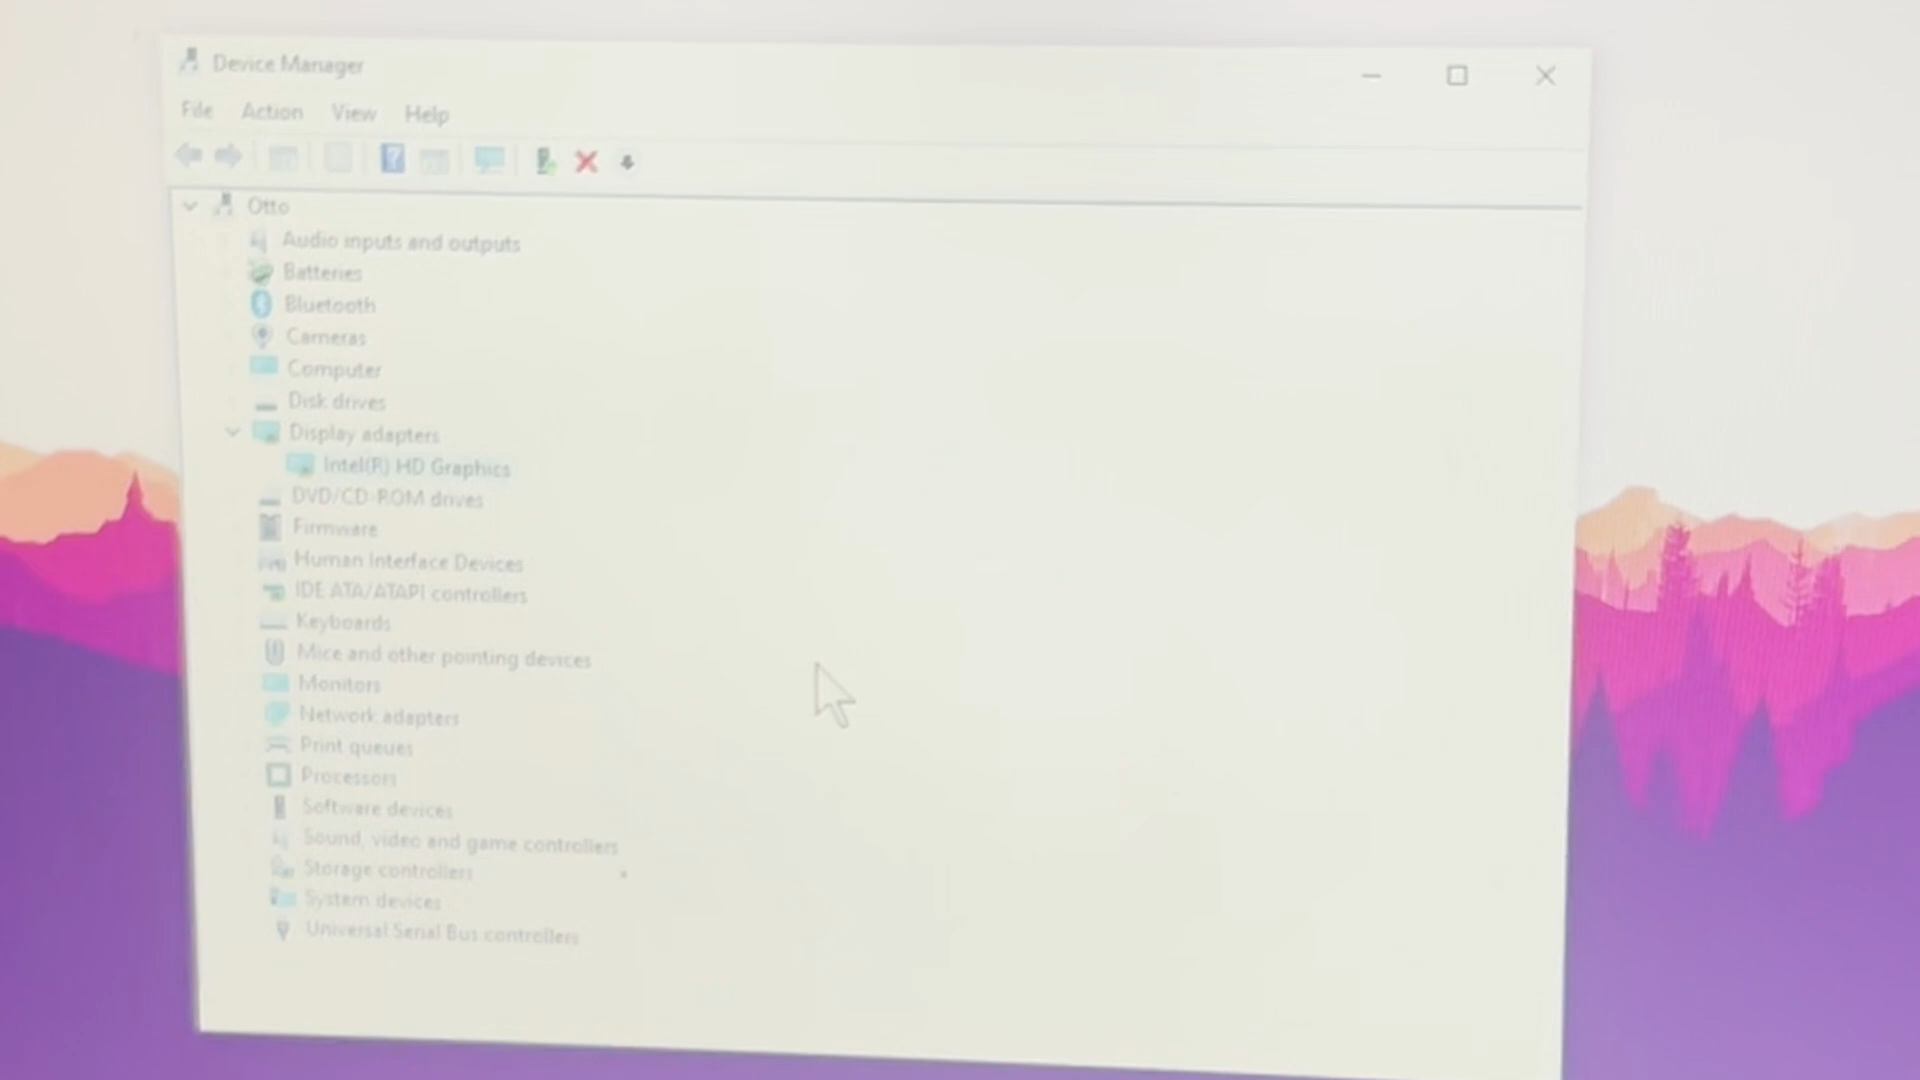 Device Manager
File Action View Help
Otto
Audio inputs and outputs
Batteries
Bluetooth
Cameras
Computer
Disk drives
Display adapters
Intel(R) HD Graphics
DVD/CD-ROM drives
Firmware
Human Interface Devices
IDE ATA/ATAPI controllers
Keyboards
Mice and other pointing devices
Monitors
Network adapters
Print queues
Processors
Software devices
Sound, video and game controllers
Storage controllers
System devices
Universal Serial Bus controllers